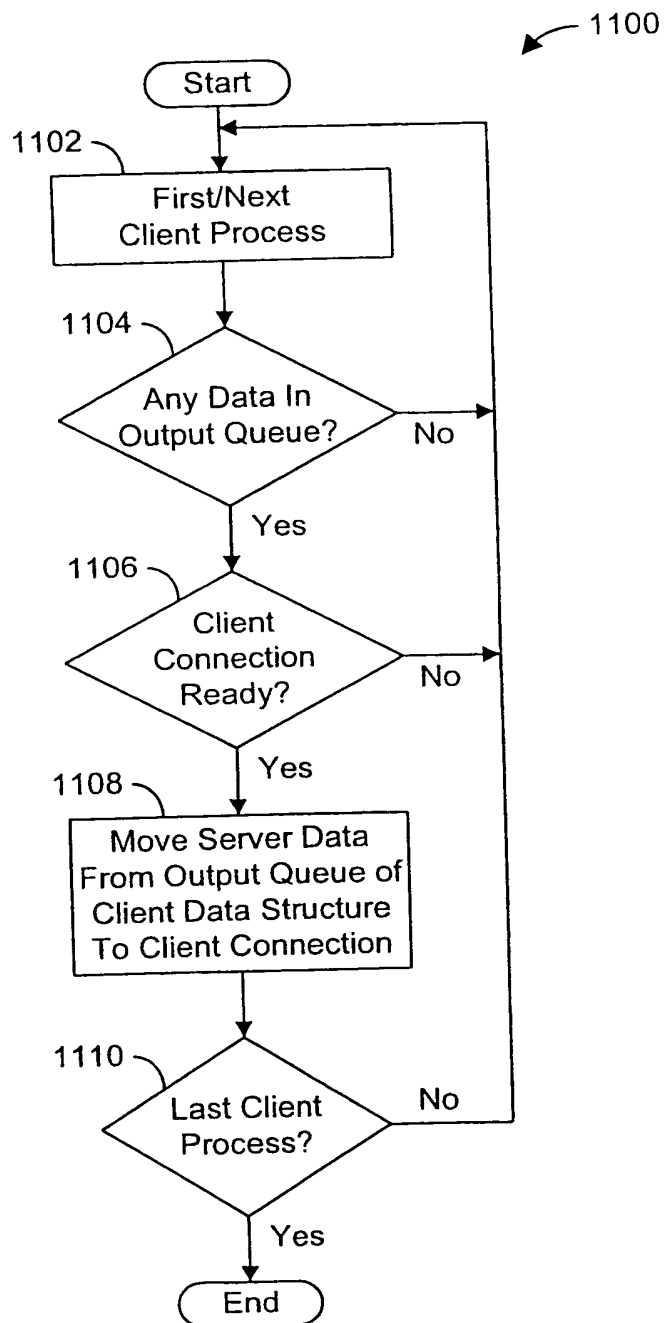 1100
Start
1102
First/Next
Client Process
1104
Any Data In
Output Queue?
No
Yes
1106
Client
Connection
Ready?
No
Yes
1108
Move Server Data
From Output Queue of
Client Data Structure
To Client Connection
1110
Last Client
Process?
No
Yes
End